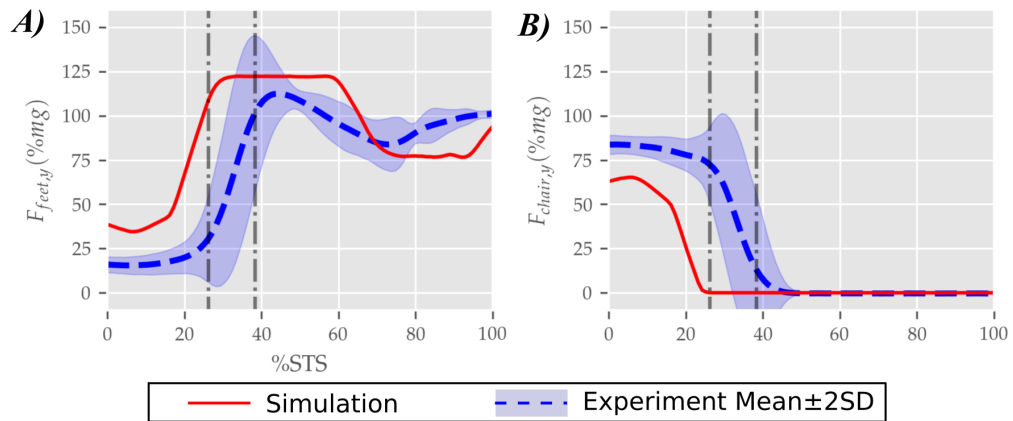 A)
B)
150
125
100
75
50
25
0
F_{feet,y} (%mg)
0 20 40 60 80 100
%STS
150
125
100
75
50
25
0
F_{chair,y} (%mg)
0 20 40 60 80 100
Simulation
Experiment Mean±2SD